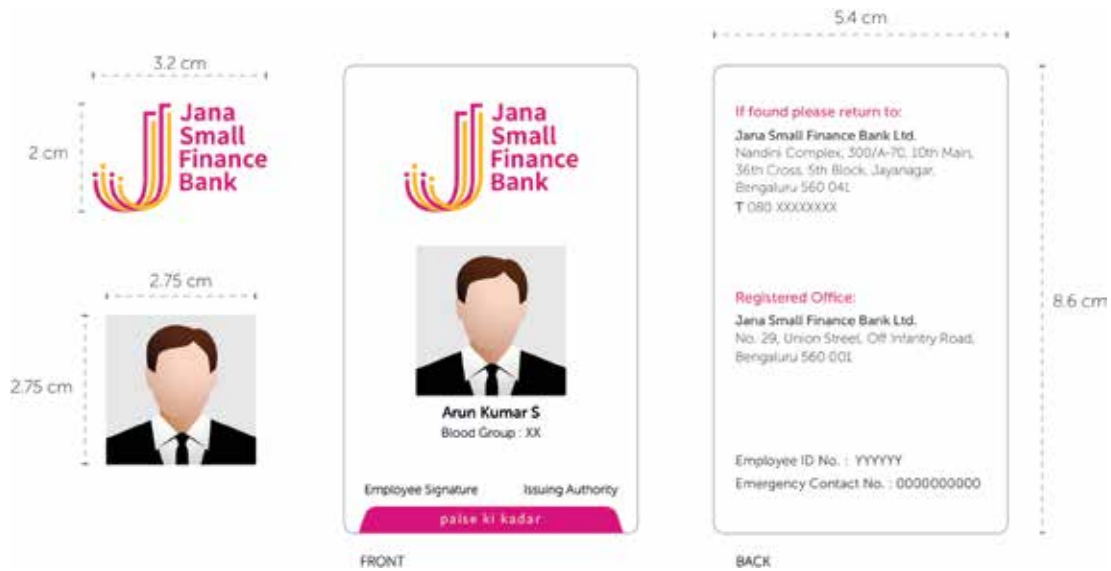 3.2 cm
2 cm
Jana
Small
Finance
Bank
2.75 cm
2.75 cm
Jana
Small
Finance
Bank
Arun Kumar S
Blood Group : XX
Employee Signature Issuing Authority
paise ki kadar
FRONT
5.4 cm
If found please return to:
Jana Small Finance Bank Ltd.
Nandini Complex, 300/A-70, 10th Main,
36th Cross, 5th Block, Jayanagar,
Bengaluru 560 041
T 080 XXXXXXXX
Registered Office:
Jana Small Finance Bank Ltd.
No. 29, Union Street, Off Infantry Road,
Bengaluru 560 001
Employee ID No. : YYYYYY
Emergency Contact No. : 0000000000
8.6 cm
BACK